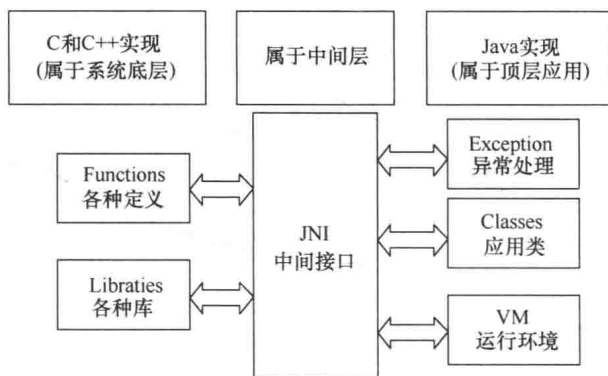 C和C++实现
(属于系统底层)
属于中间层
Java实现
(属于顶层应用)
Functions
各种定义
Libraties
各种库
JNI
中间接口
Exception
异常处理
Classes
应用类
VM
运行环境